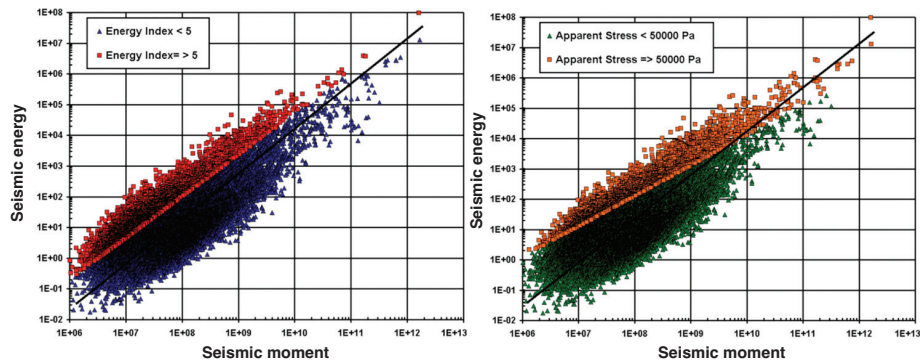 1E+08
1E+07
1E+06
1E+05
1E+04
1E+03
1E+02
1E+01
1E+00
1E-01
1E-02
Seismic energy
Energy Index < 5
Energy Index= > 5
1E+06 1E+07 1E+08 1E+09 1E+10 1E+11 1E+12 1E+13
Seismic moment
1E+08
1E+07
1E+06
1E+05
1E+04
1E+03
1E+02
1E+01
1E+00
1E-01
1E-02
Seismic energy
Apparent Stress < 50000 Pa
Apparent Stress => 50000 Pa
1E+06 1E+07 1E+08 1E+09 1E+10 1E+11 1E+12 1E+13
Seismic moment